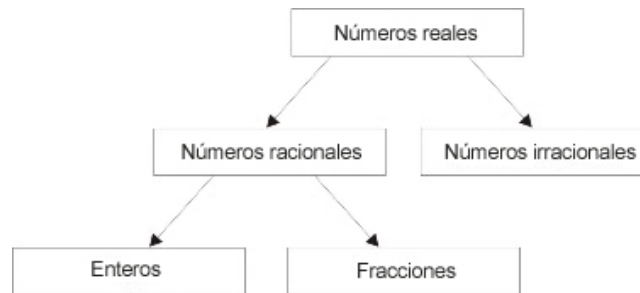 Números reales
Números racionales
Números irracionales
Enteros
Fracciones